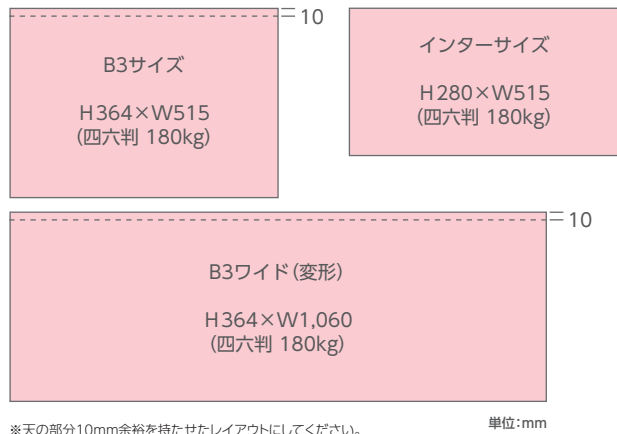 10
B3サイズ
H364×W515
(四六判 180kg)
インターサイズ
H280×W515
(四六判 180kg)
10
B3ワイド(変形)
H364×W1,060
(四六判 180kg)
※天の部分10mm余裕を持たせたレイアウトにしてください。
単位:mm